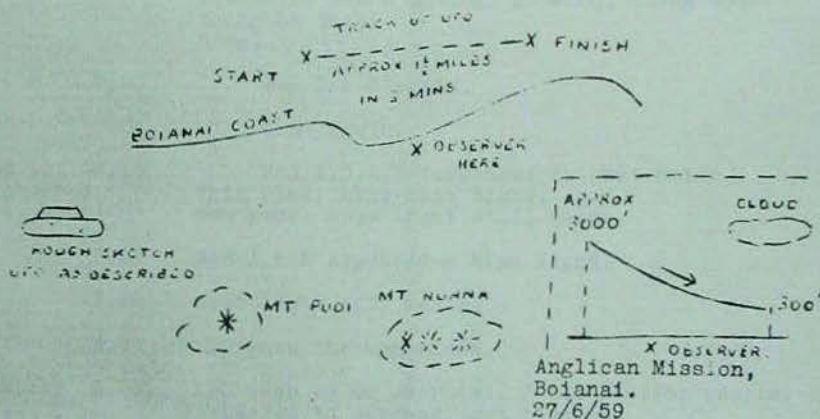 TRACK OF UFO
START X X FINISH
APPROX 1½ MILES
IN 3 MINS
BOIANAI COAST
X OBSERVER
HERE
APPROX
3000'
CLOUD
ROUGH SKETCH
UFO AS DESCRIBED
MT PUDI
MT NUANNA
X
300'
X OBSERVER.
Anglican Mission,
Boianai.
27/6/59